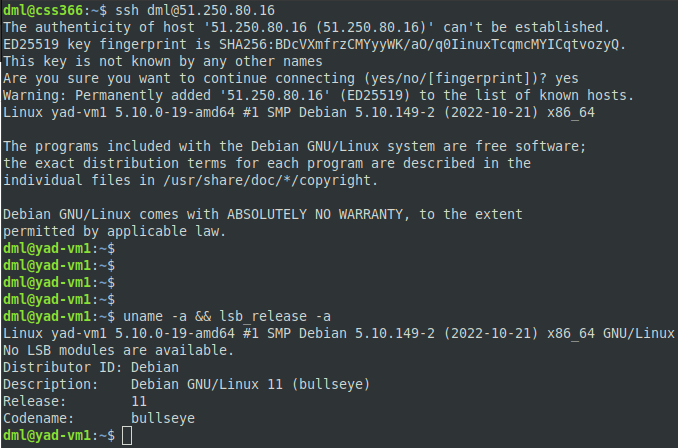 dml@css366:~$ ssh dml@51.250.80.16
The authenticity of host '51.250.80.16 (51.250.80.16)' can't be established.
ED25519 key fingerprint is SHA256:BDcVXmfrzCMYyyWK/aO/q0IinuxTcqmcMYICqtvozyQ.
This key is not known by any other names
Are you sure you want to continue connecting (yes/no/[fingerprint])? yes
Warning: Permanently added '51.250.80.16' (ED25519) to the list of known hosts.
Linux yad-vm1 5.10.0-19-amd64 #1 SMP Debian 5.10.149-2 (2022-10-21) x86_64

The programs included with the Debian GNU/Linux system are free software;
the exact distribution terms for each program are described in the
individual files in /usr/share/doc/*/copyright.

Debian GNU/Linux comes with ABSOLUTELY NO WARRANTY, to the extent
permitted by applicable law.
dml@yad-vm1:~$
dml@yad-vm1:~$
dml@yad-vm1:~$
dml@yad-vm1:~$
dml@yad-vm1:~$ uname -a && lsb_release -a
Linux yad-vm1 5.10.0-19-amd64 #1 SMP Debian 5.10.149-2 (2022-10-21) x86_64 GNU/Linux
No LSB modules are available.
Distributor ID: Debian
Description:    Debian GNU/Linux 11 (bullseye)
Release:        11
Codename:       bullseye
dml@yad-vm1:~$